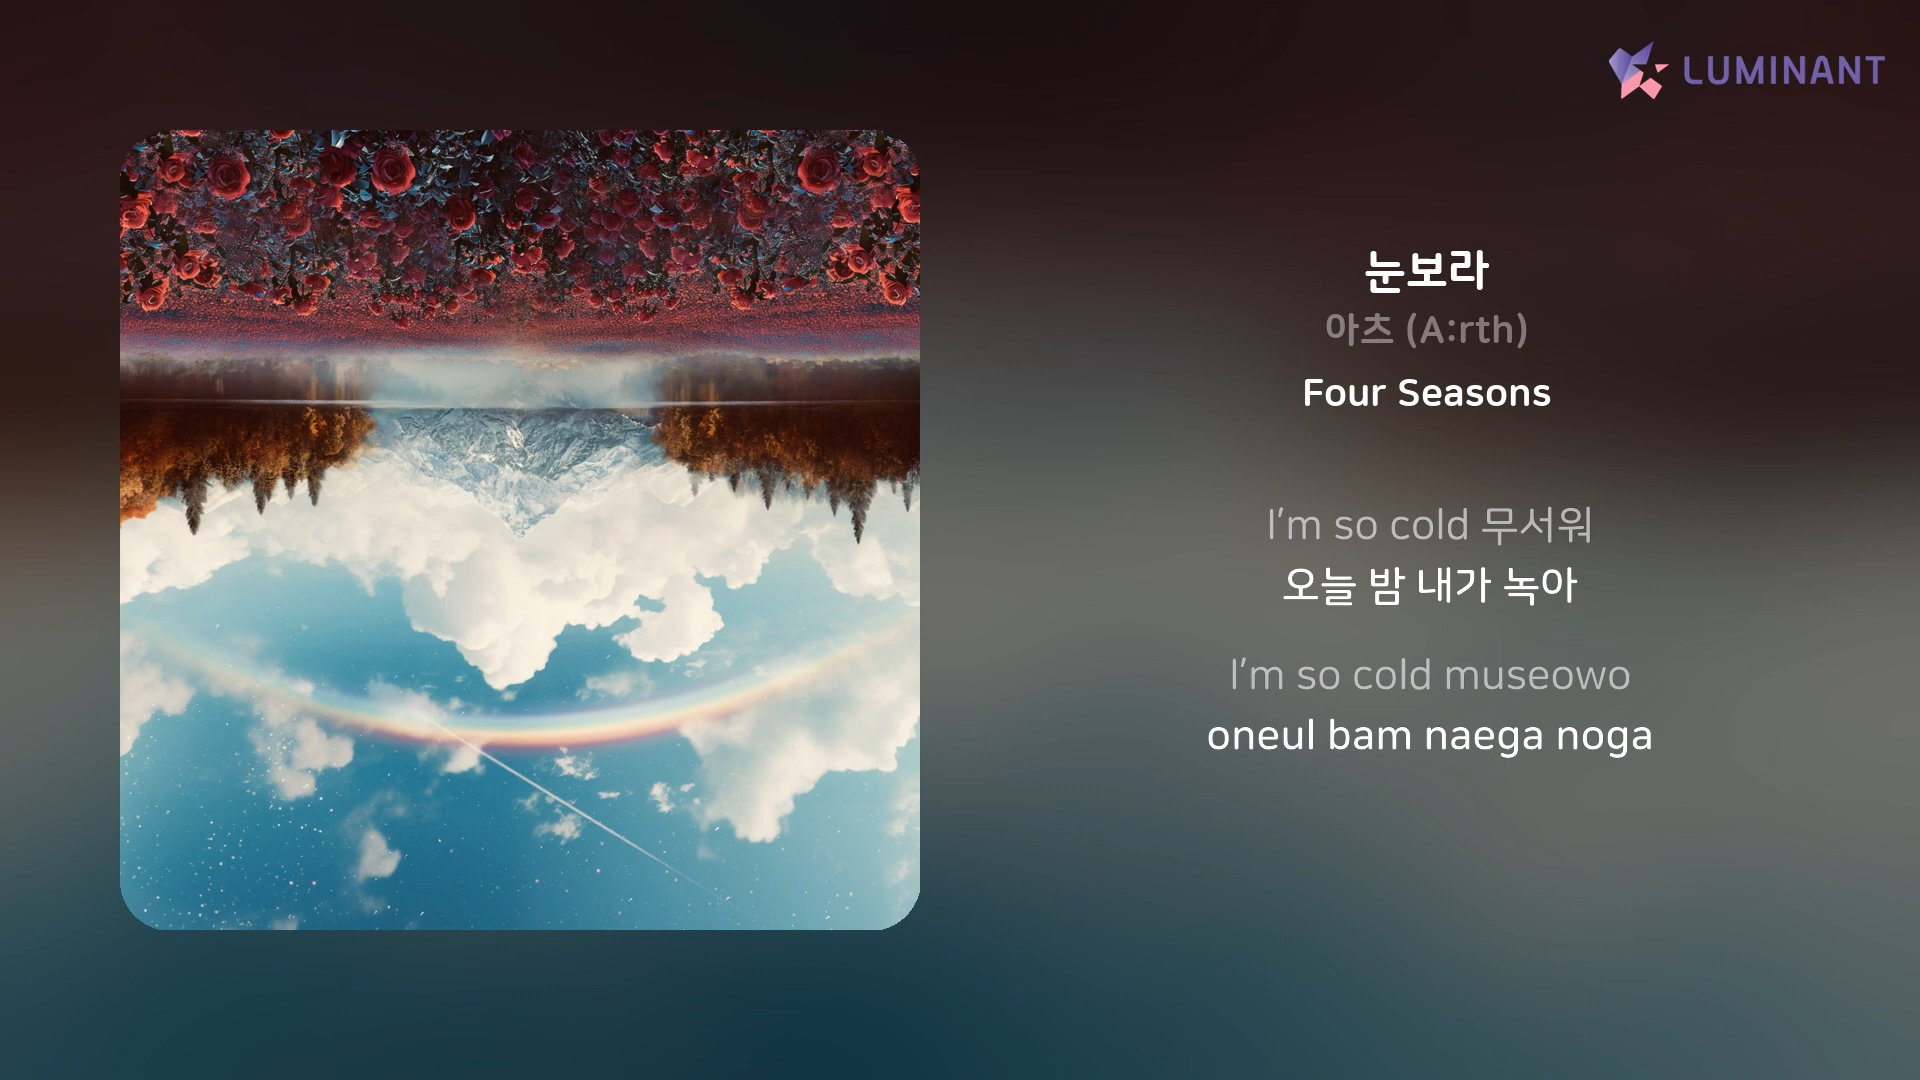 LUMINANT
눈보라
아츠 (A:rth)
Four Seasons
I'm so cold 무서워
오늘 밤 내가 녹아
I'm so cold museowo
oneul bam naega noga